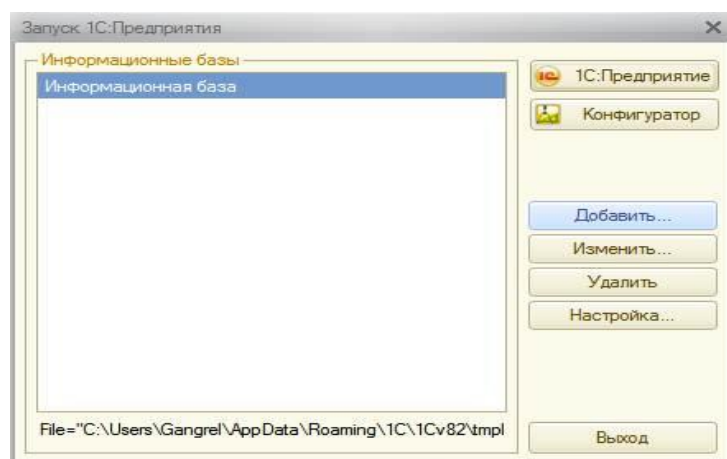 Запуск 1С:Предприятия
Информационные базы
Информационная база
1С:Предприятие
Конфигуратор
Добавить...
Изменить...
Удалить
Настройка...
File="C:\Users\Gangrel\AppData\Roaming\1C\1Cv82\tmpl
Выход